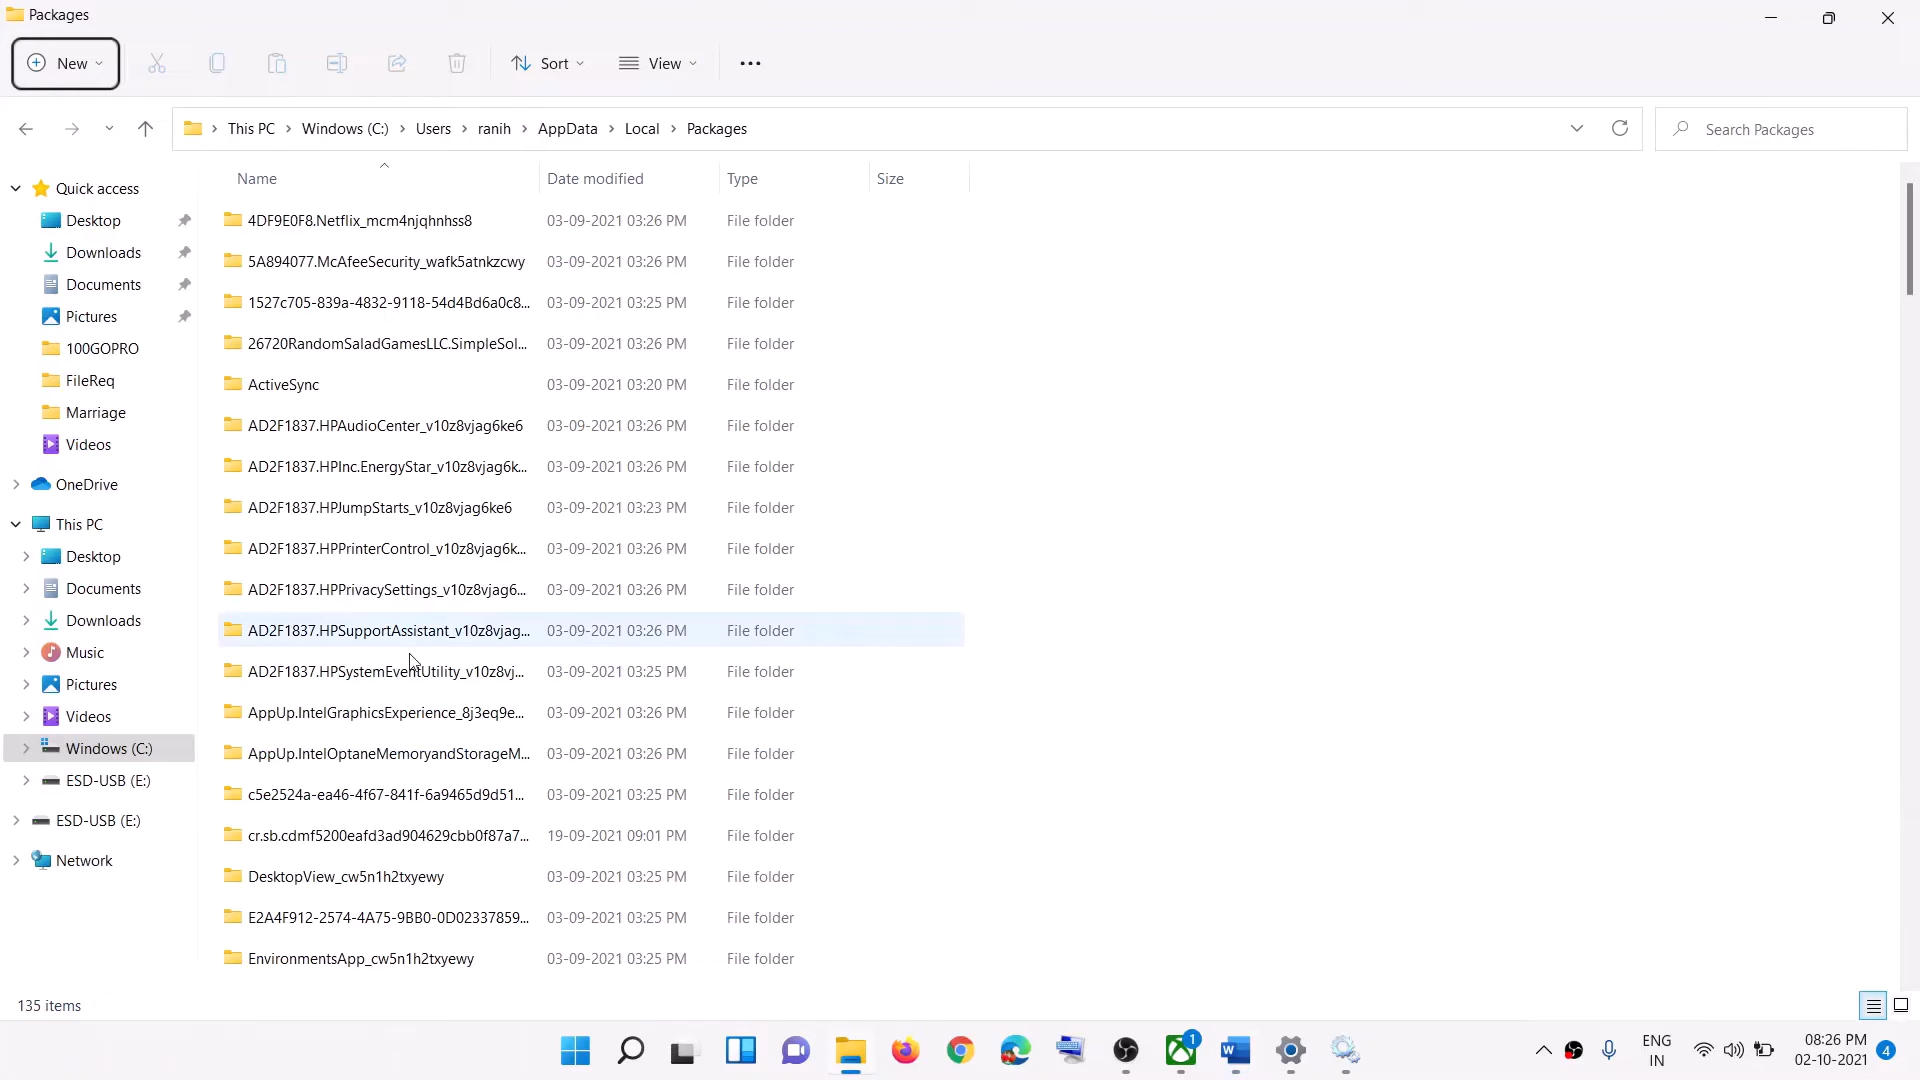 Packages
New
Sort
View
This PC
Windows (C:)
Users
ranih
AppData
Local
Packages
Search Packages
Name
Date modified
Type
Size
Quick access
Desktop
Downloads
Documents
Pictures
100GOPRO
FileReq
Marriage
Videos
OneDrive
This PC
Desktop
Documents
Downloads
Music
Pictures
Videos
Windows (C:)
ESD-USB (E:)
ESD-USB (E:)
Network
4DF9E0F8.Netflix_mcm4njqhnhss8 03-09-2021 03:26 PM File folder
5A894077.McAfeeSecurity_wafk5atnkzcwy 03-09-2021 03:26 PM File folder
1527c705-839a-4832-9118-54d4Bd6a0c8... 03-09-2021 03:25 PM File folder
26720RandomSaladGamesLLC.SimpleSol... 03-09-2021 03:26 PM File folder
ActiveSync 03-09-2021 03:20 PM File folder
AD2F1837.HPAudioCenter_v10z8vjag6ke6 03-09-2021 03:26 PM File folder
AD2F1837.HPInc.EnergyStar_v10z8vjag6k... 03-09-2021 03:26 PM File folder
AD2F1837.HPJumpStarts_v10z8vjag6ke6 03-09-2021 03:23 PM File folder
AD2F1837.HPPrinterControl_v10z8vjag6k... 03-09-2021 03:26 PM File folder
AD2F1837.HPPrivacySettings_v10z8vjag6... 03-09-2021 03:26 PM File folder
AD2F1837.HPSupportAssistant_v10z8vjag... 03-09-2021 03:26 PM File folder
AD2F1837.HPSystemEventUtility_v10z8vj... 03-09-2021 03:25 PM File folder
AppUp.IntelGraphicsExperience_8j3eq9e... 03-09-2021 03:26 PM File folder
AppUp.IntelOptaneMemoryandStorageM... 03-09-2021 03:26 PM File folder
c5e2524a-ea46-4f67-841f-6a9465d9d51... 03-09-2021 03:25 PM File folder
cr.sb.cdmf5200eafd3ad904629cbb0f87a7... 19-09-2021 09:01 PM File folder
DesktopView_cw5n1h2txyewy 03-09-2021 03:25 PM File folder
E2A4F912-2574-4A75-9BB0-0D02337859... 03-09-2021 03:25 PM File folder
EnvironmentsApp_cw5n1h2txyewy 03-09-2021 03:25 PM File folder
135 items
1
ENG
IN
08:26 PM
02-10-2021
4